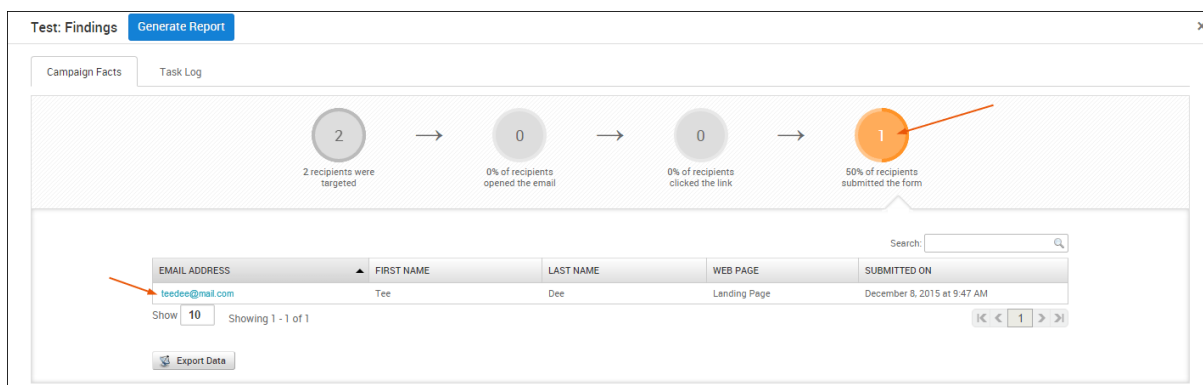 Test: Findings Generate Report
Campaign Facts Task Log
2 0 0 1
2 recipients were targeted
0% of recipients opened the email
0% of recipients clicked the link
50% of recipients submitted the form
Search:
EMAIL ADDRESS FIRST NAME LAST NAME WEB PAGE SUBMITTED ON
teedee@mail.com Tee Dee Landing Page December 8, 2015 at 9:47 AM
Show 10 Showing 1 - 1 of 1 1
Export Data